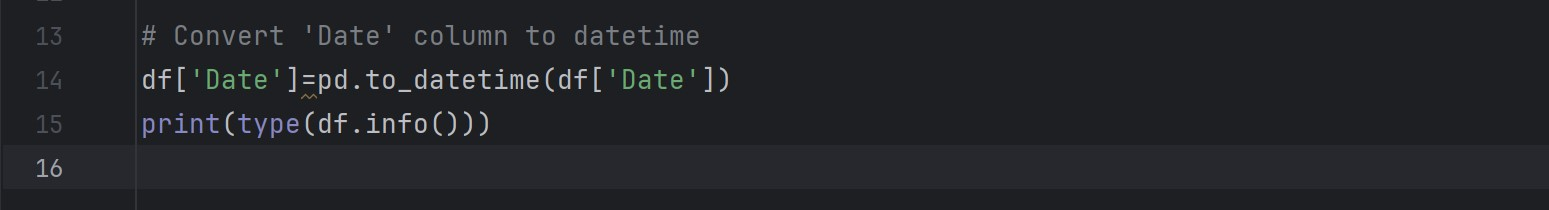 13 # Convert 'Date' column to datetime
14 df['Date']=pd.to_datetime(df['Date'])
15 print(type(df.info()))
16